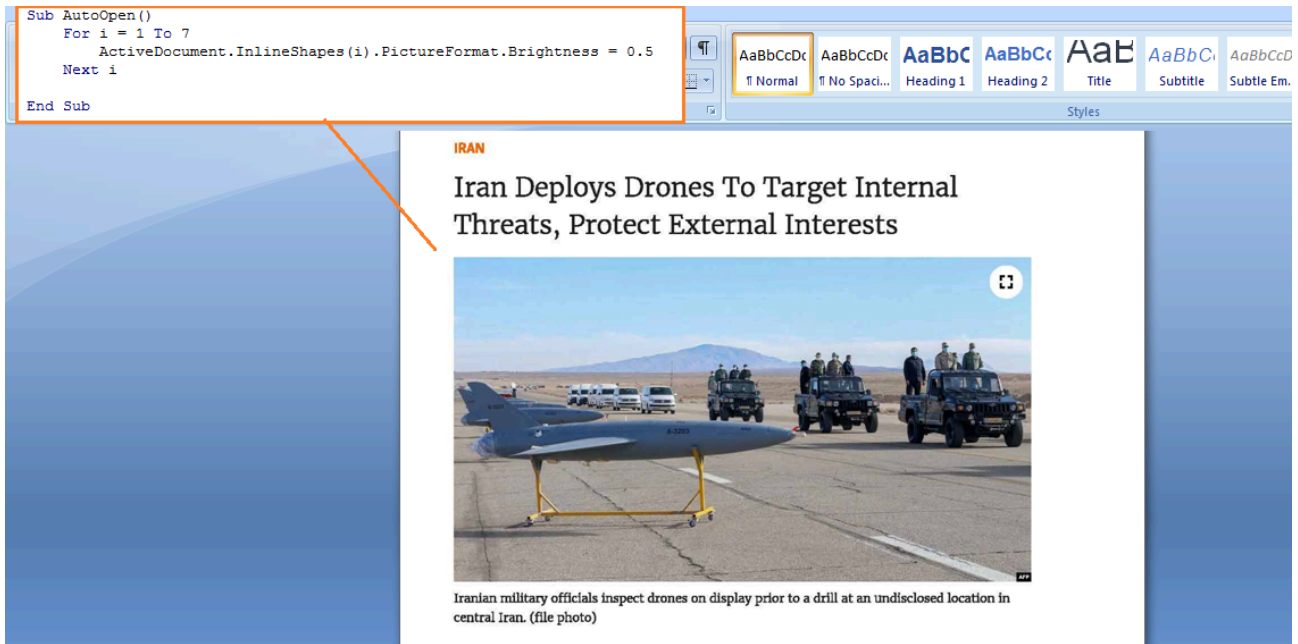 Sub AutoOpen()
For i = 1 To 7
ActiveDocument.InlineShapes(i).PictureFormat.Brightness = 0.5
Next i
End Sub
¶
AaBbCcDc AaBbCcDc AaBbC AaBbCc AaB AaBbC AaBbCcD
¶ Normal ¶ No Spaci... Heading 1 Heading 2 Title Subtitle Subtle Em.
Styles
IRAN
Iran Deploys Drones To Target Internal
Threats, Protect External Interests
AFP
Iranian military officials inspect drones on display prior to a drill at an undisclosed location in
central Iran. (file photo)